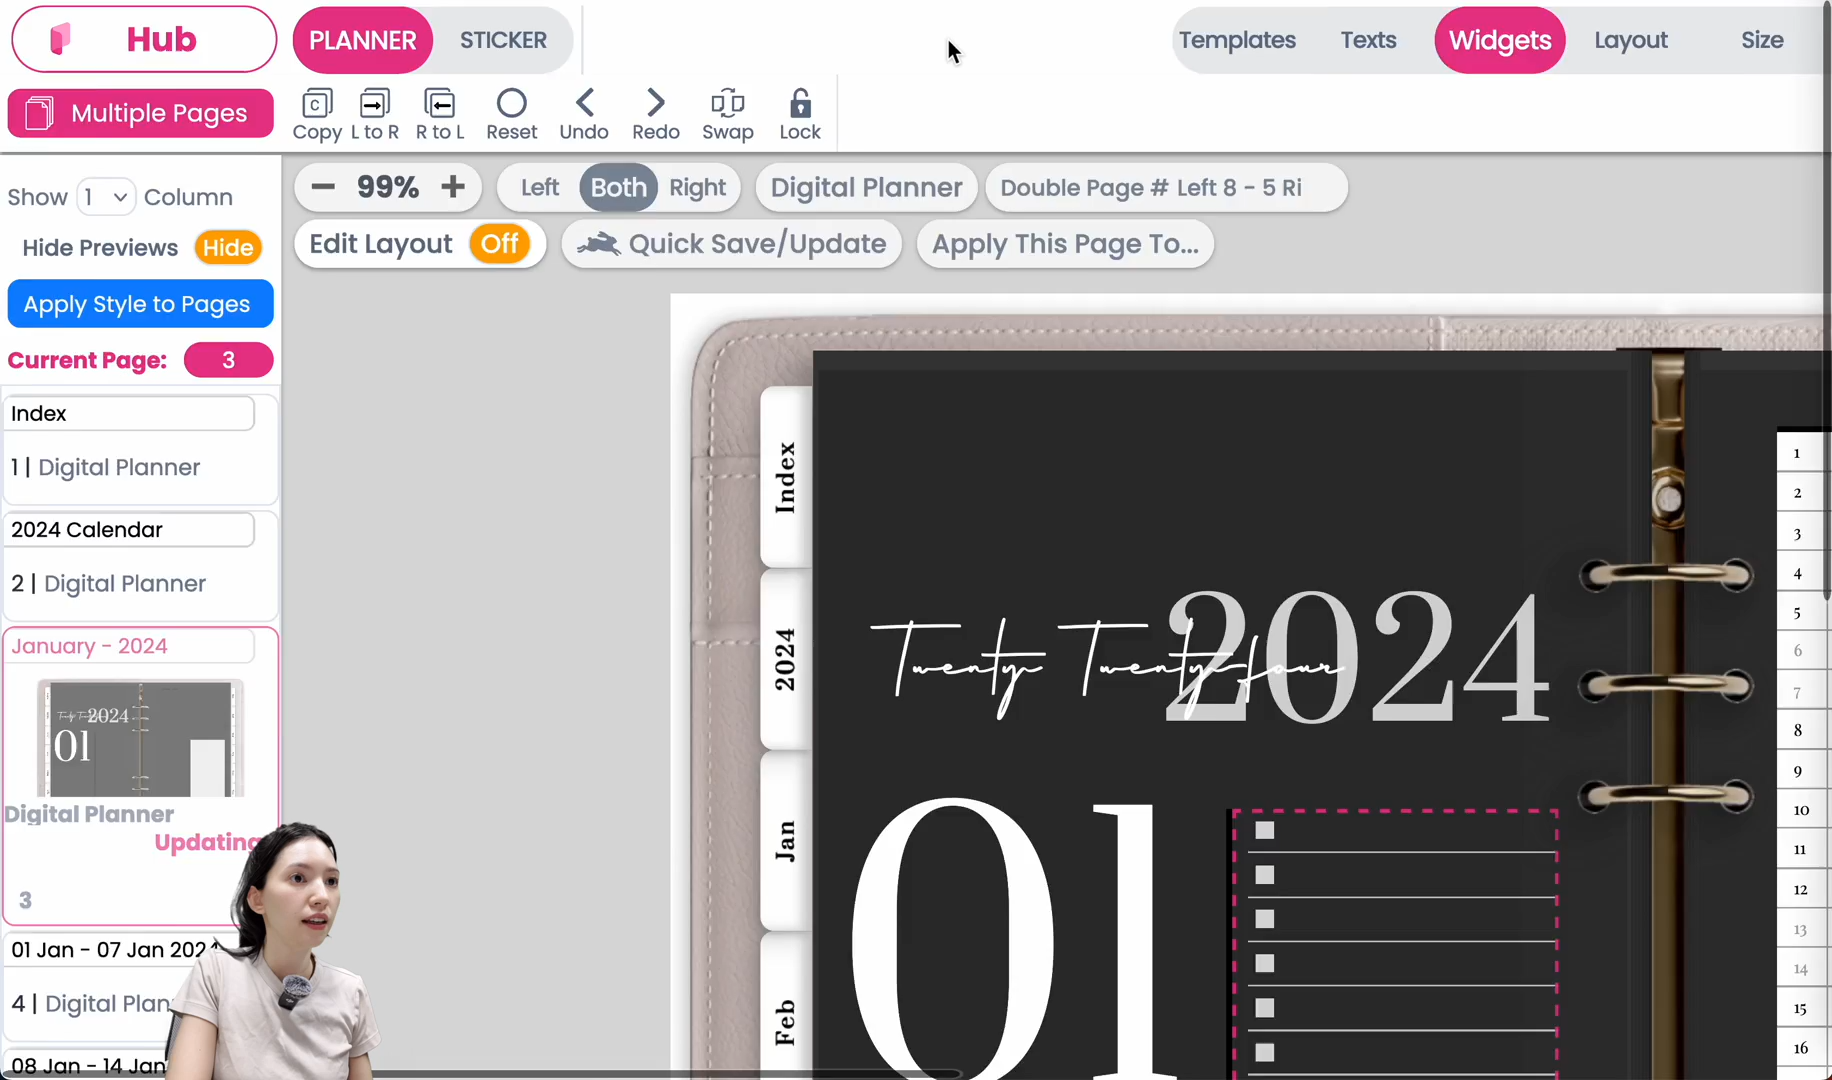 Hub
PLANNER
STICKER
Templates
Texts
Widgets
Layout
Size
Multiple Pages
C
Copy
L to R
R to L
Reset
Undo
Redo
Swap
Lock
Show 1 Column
99%
Left
Both
Right
Digital Planner
Double Page # Left 8 - 5 Ri
Hide Previews Hide
Edit Layout Off
Quick Save/Update
Apply This Page To...
Apply Style to Pages
Current Page: 3
Index
1 | Digital Planner
2024 Calendar
2 | Digital Planner
January - 2024
2024
01
Digital Planner
Updating
3
01 Jan - 07 Jan 2024
4 | Digital Plan
08 Jan - 14 Jan
Index
2024
Jan
Feb
Twenty Twenty four
2024
01
1
2
3
4
5
6
7
8
9
10
11
12
13
14
15
16